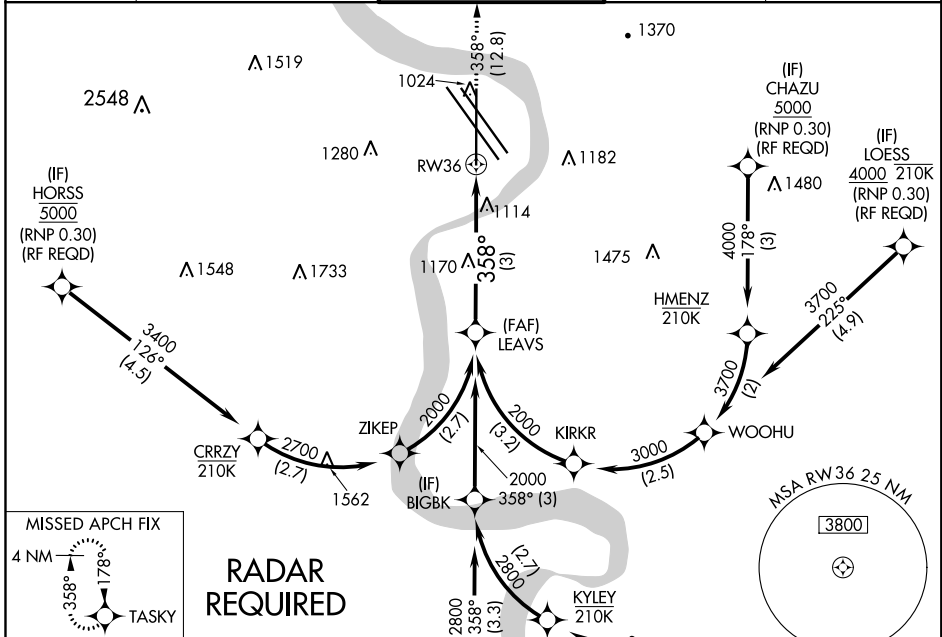 1370
358°
(12.8)
1519
1024
2548
(IF)
CHAZU
5000
(RNP 0.30)
(RF REQD)
(IF)
LOESS
4000 210K
(RNP 0.30)
(RF REQD)
1280
RW36
1182
1480
(IF)
HORSS
5000
(RNP 0.30)
(RF REQD)
1114
358°
(3)
4000
178°
(3)
1548
1733
1170
1475
3700
225°
(4.9)
HMENZ
210K
3400
126°
(4.5)
(FAF)
LEAVS
3700
(2)
ZIKEP
2000
(2.7)
2000
(3.2)
KIRKR
WOOHU
CRRZY
210K
2700
(2.7)
1562
3000
(2.5)
(IF)
BIGBK
2000
358° (3)
MSA RW36 25 NM
3800
MISSED APCH FIX
4 NM
358°
178°
TASKY
RADAR
REQUIRED
(2.7)
2800
KYLEY
210K
2800
358°
(3.3)